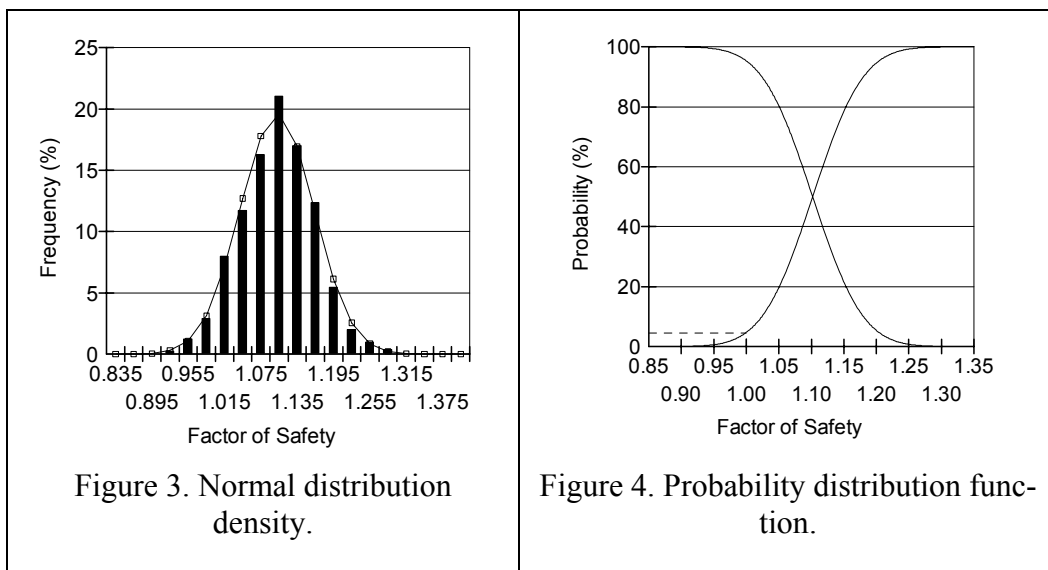 25
20
15
10
5
0
Frequency (%)
0.835 0.955 1.075 1.195 1.315
0.895 1.015 1.135 1.255 1.375
Factor of Safety
Figure 3. Normal distribution
density.
100
80
60
40
20
0
Probability (%)
0.85 0.95 1.05 1.15 1.25 1.35
0.90 1.00 1.10 1.20 1.30
Factor of Safety
Figure 4. Probability distribution func-
tion.